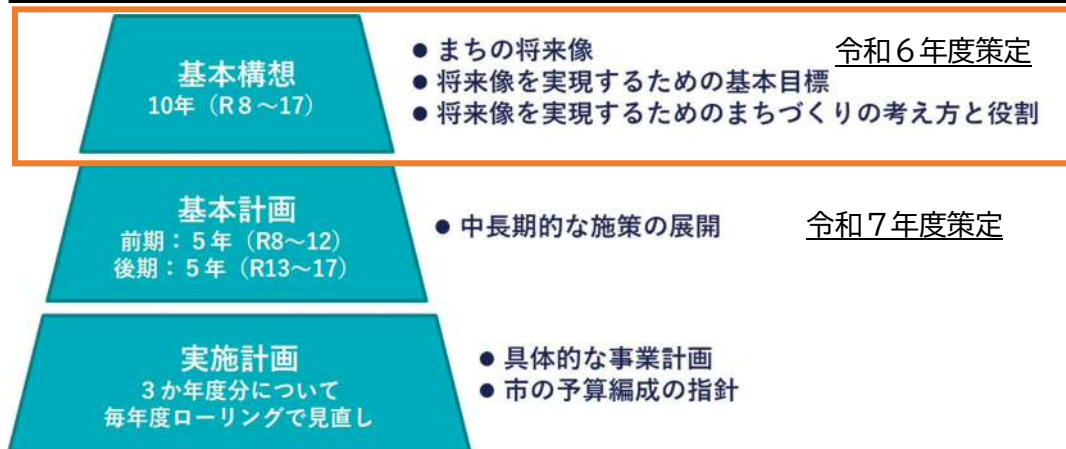 基本構想
10年（R８～17）
● まちの将来像
令和６年度策定
● 将来像を実現するための基本目標
● 将来像を実現するためのまちづくりの考え方と役割
基本計画
前期：５年（R8～12）
後期：５年（R13～17）
● 中長期的な施策の展開
令和７年度策定
実施計画
３か年度分について
毎年度ローリングで見直し
● 具体的な事業計画
● 市の予算編成の指針